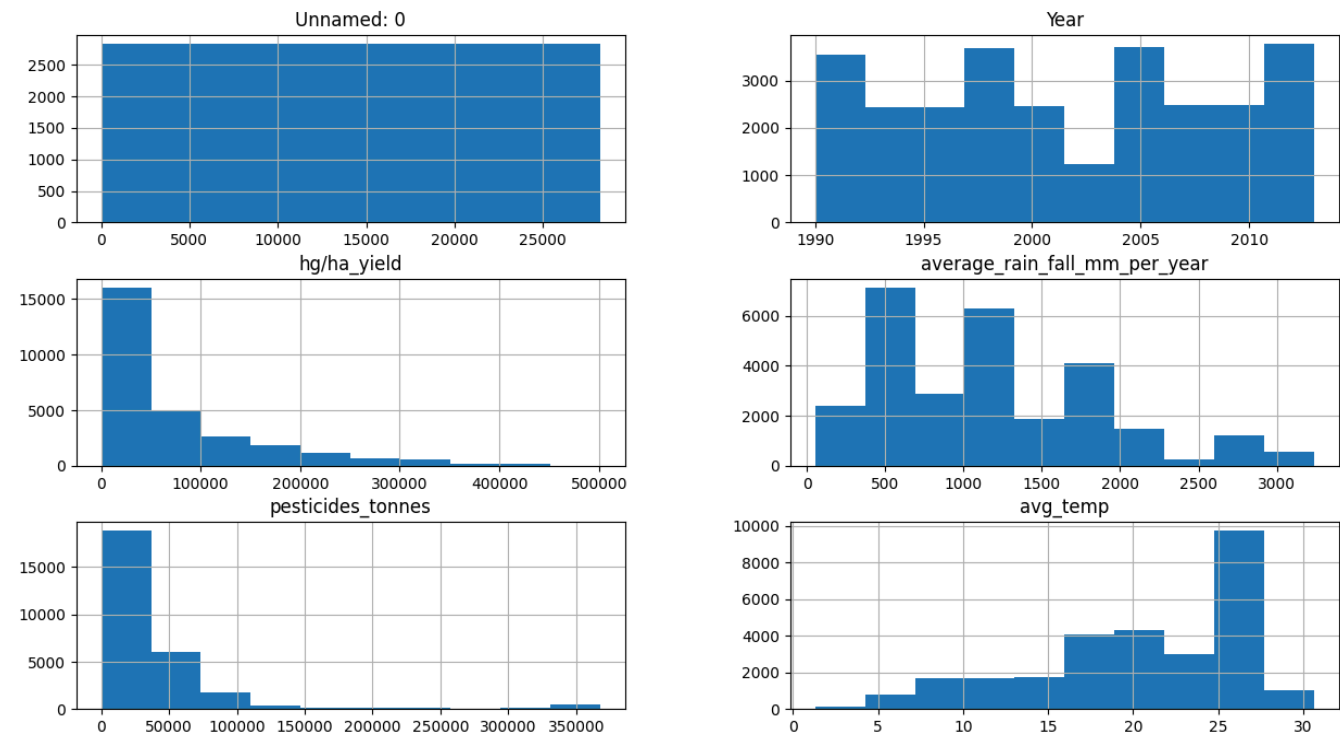 Unnamed: 0
2500
2000
1500
1000
500
0
0 5000 10000 15000 20000 25000
Year
3000
2000
1000
0
1990 1995 2000 2005 2010
hg/ha_yield
15000
10000
5000
0
0 100000 200000 300000 400000 500000
average_rain_fall_mm_per_year
6000
4000
2000
0
0 500 1000 1500 2000 2500 3000
pesticides_tonnes
15000
10000
5000
0
0 50000 100000 150000 200000 250000 300000 350000
avg_temp
10000
8000
6000
4000
2000
0
0 5 10 15 20 25 30